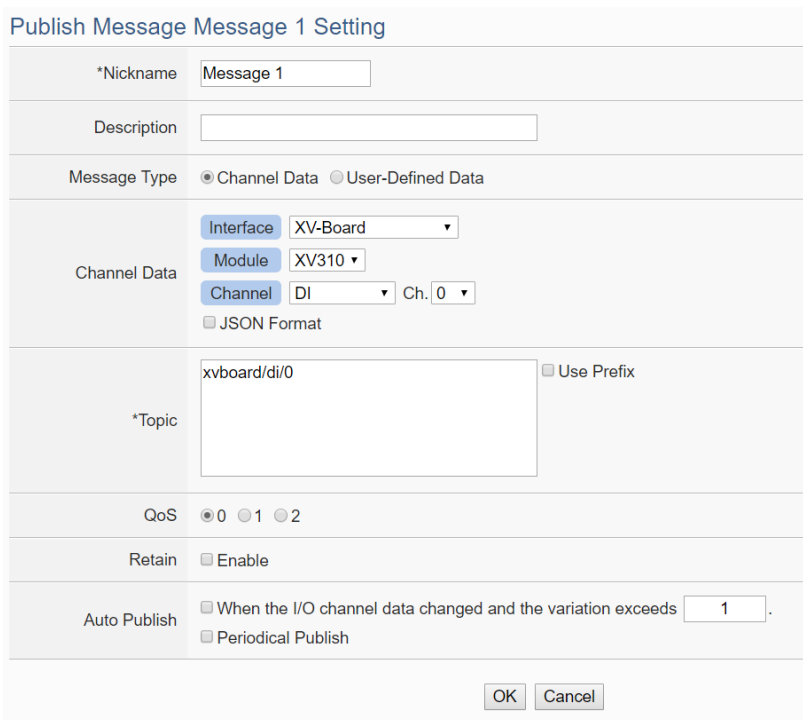 Publish Message Message 1 Setting
*Nickname Message 1
Description
Message Type Channel Data User-Defined Data
Interface XV-Board
Module XV310
Channel Data
Channel DI Ch. 0
JSON Format
xvboard/di/0 Use Prefix
*Topic
QoS 0 1 2
Retain Enable
When the I/O channel data changed and the variation exceeds 1 .
Auto Publish
Periodical Publish
OK Cancel